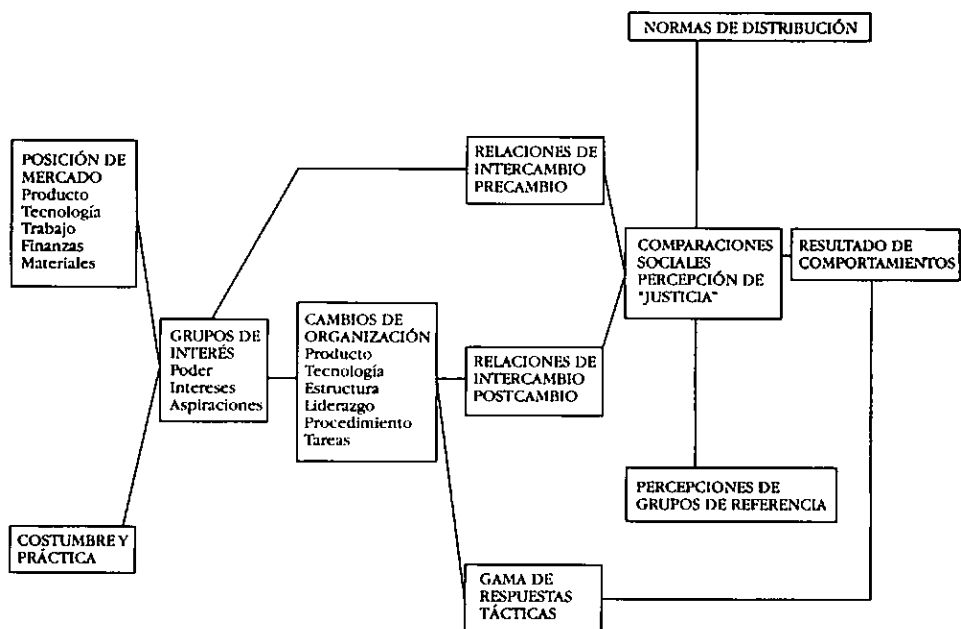 NORMAS DE DISTRIBUCIÓN
POSICIÓN DE
MERCADO
Producto
Tecnología
Trabajo
Finanzas
Materiales
RELACIONES DE
INTERCAMBIO
PRECAMBIO
COMPARACIONES
SOCIALES
PERCEPCIÓN DE
"JUSTICIA"
RESULTADO DE
COMPORTAMIENTOS
GRUPOS DE
INTERÉS
Poder
Intereses
Aspiraciones
CAMBIOS DE
ORGANIZACIÓN
Producto
Tecnología
Estructura
Liderazgo
Procedimiento
Tareas
RELACIONES DE
INTERCAMBIO
POSTCAMBIO
PERCEPCIONES DE
GRUPOS DE REFERENCIA
COSTUMBRE Y
PRÁCTICA
GAMA DE
RESPUESTAS
TÁCTICAS